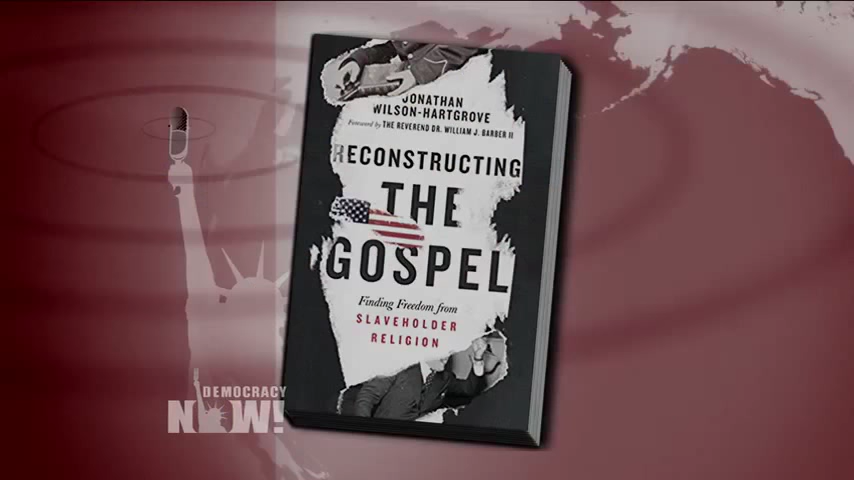 JONATHAN
WILSON-HARTGROVE
Foreword by THE REVEREND DR. WILLIAM J. BARBER II
RECONSTRUCTING
THE
GOSPEL
Finding Freedom from
SLAVEHOLDER
RELIGION
DEMOCRACY
NOW!